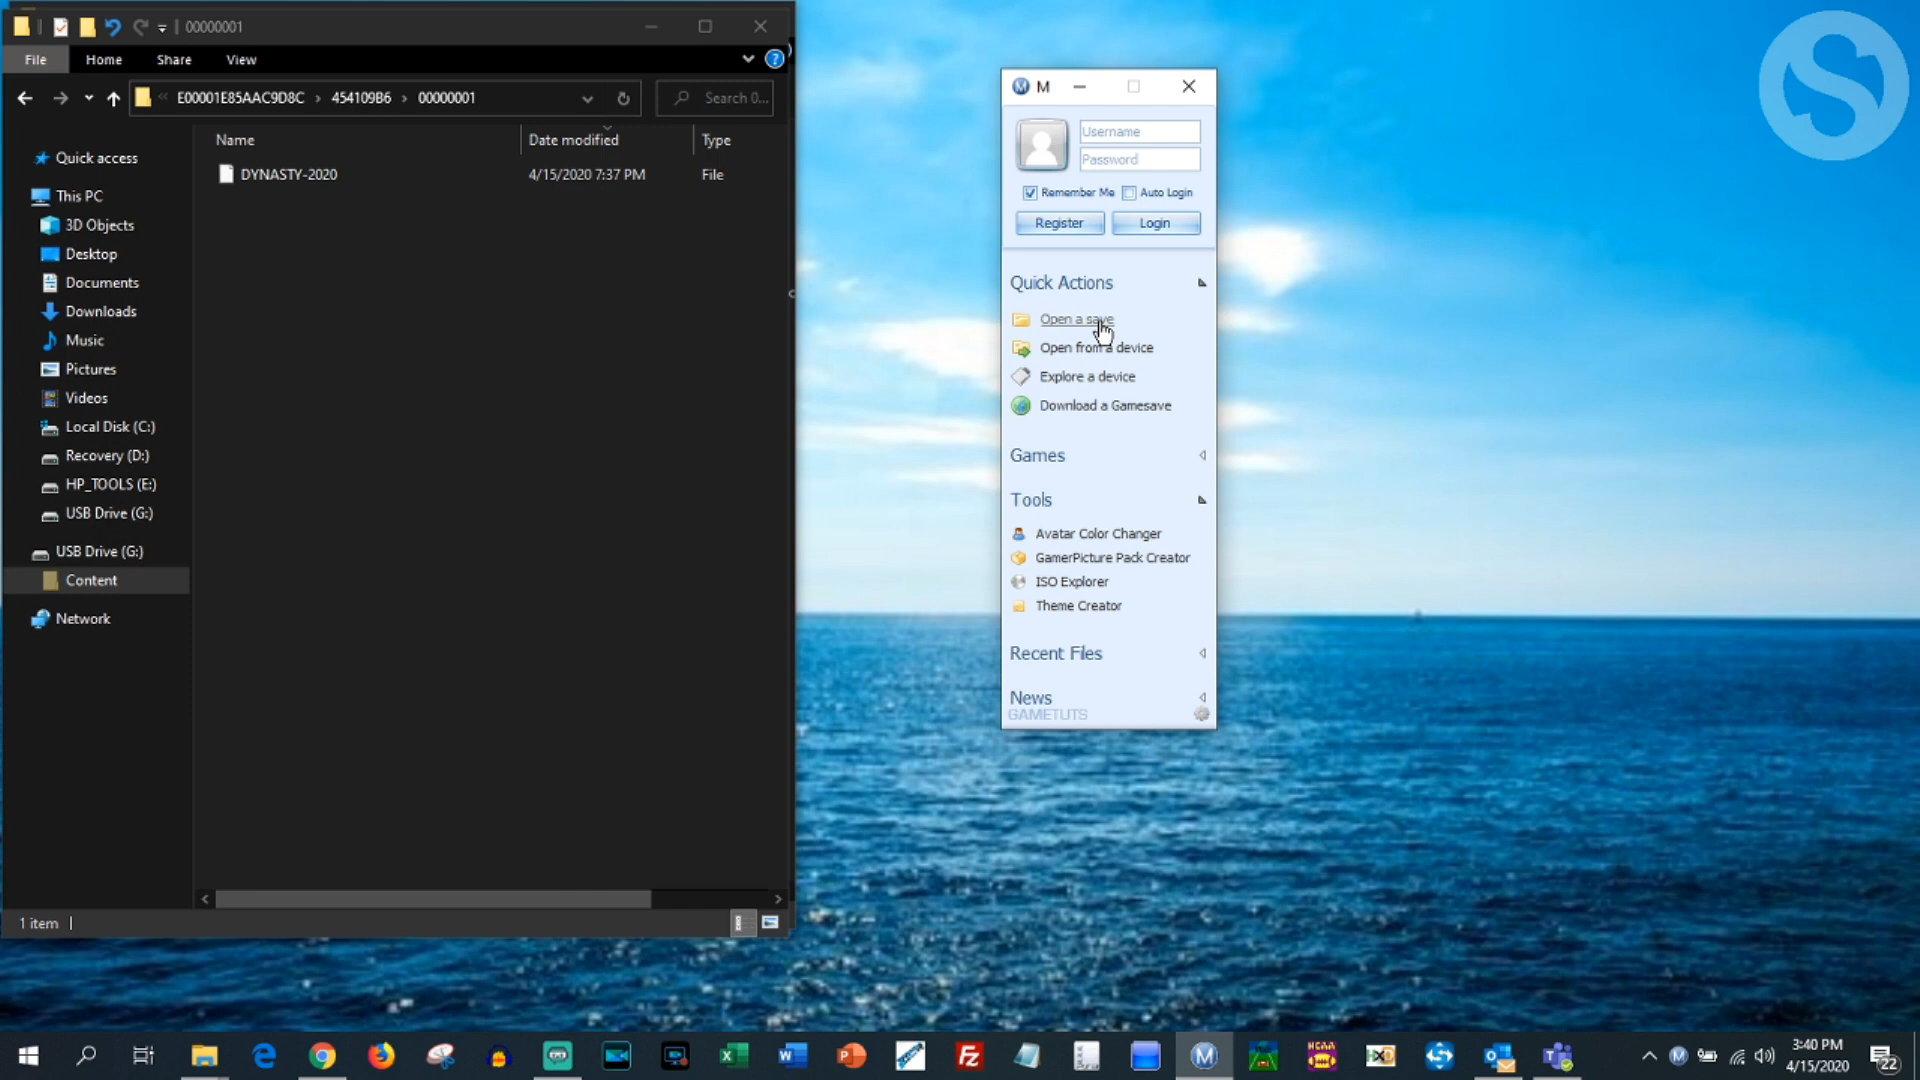 00000001
File Home Share View
E00001E85AAC9D8C 454109B6 00000001
Search 0...
Name Date modified Type
DYNASTY-2020 4/15/2020 7:37 PM File
Quick access
This PC
3D Objects
Desktop
Documents
Downloads
Music
Pictures
Videos
Local Disk (C:)
Recovery (D:)
HP_TOOLS (E:)
USB Drive (G:)
USB Drive (G:)
Content
Network
1 item
M
Username
Password
Remember Me Auto Login
Register Login
Quick Actions
Open a save
Open from a device
Explore a device
Download a Gamesave
Games
Tools
Avatar Color Changer
GamerPicture Pack Creator
ISO Explorer
Theme Creator
Recent Files
News
GAMETUTS
NCAA
3:40 PM
4/15/2020
22